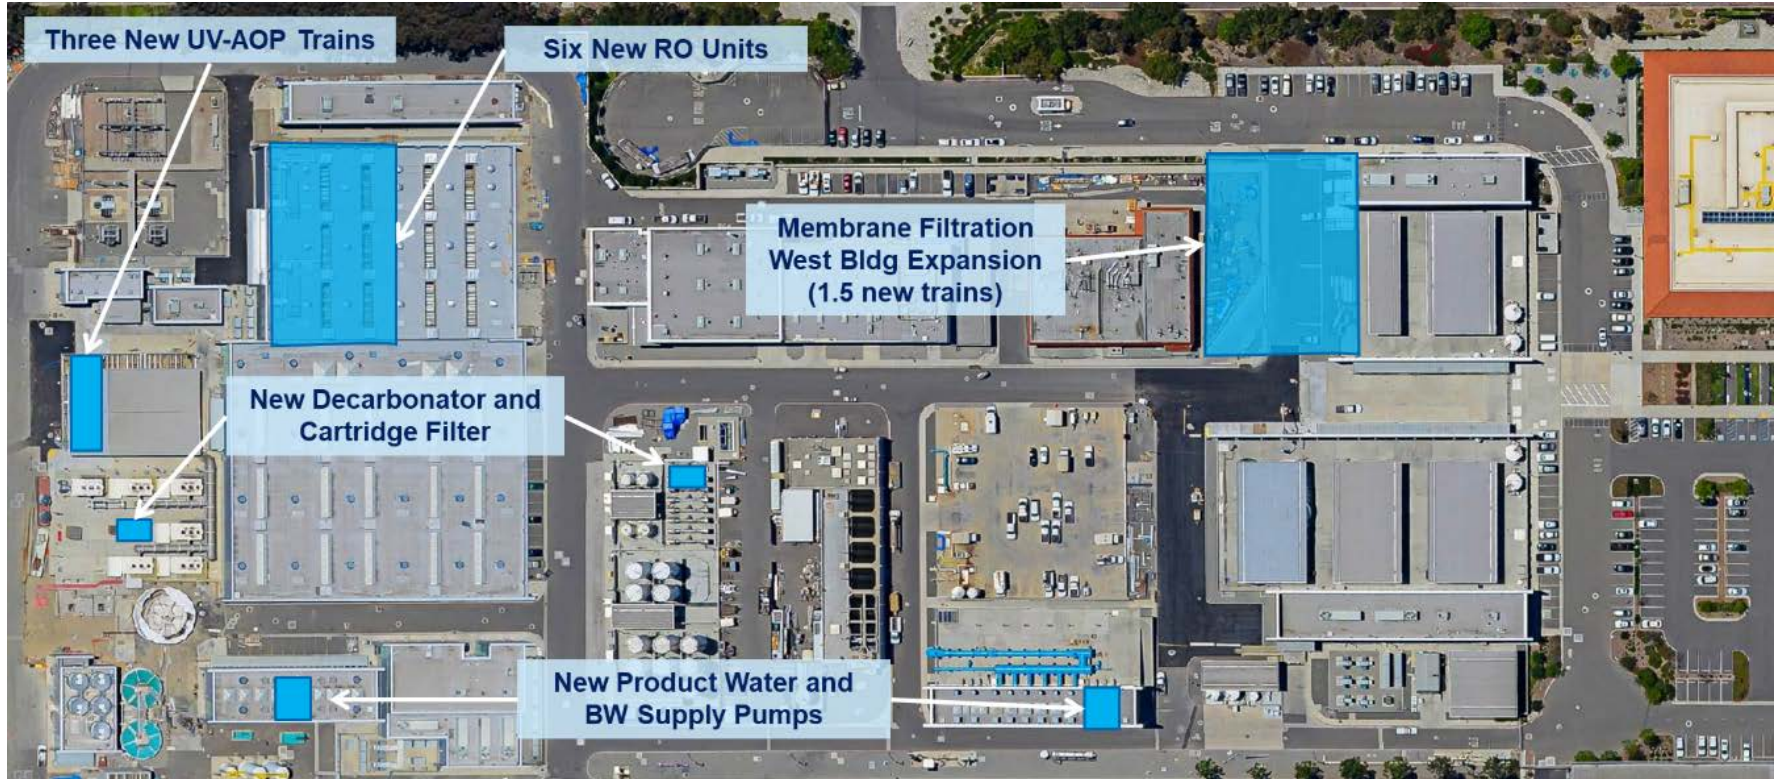 Three New UV-AOP Trains
Six New RO Units
Membrane Filtration
West Bldg Expansion
(1.5 new trains)
New Decarbonator and
Cartridge Filter
New Product Water and
BW Supply Pumps